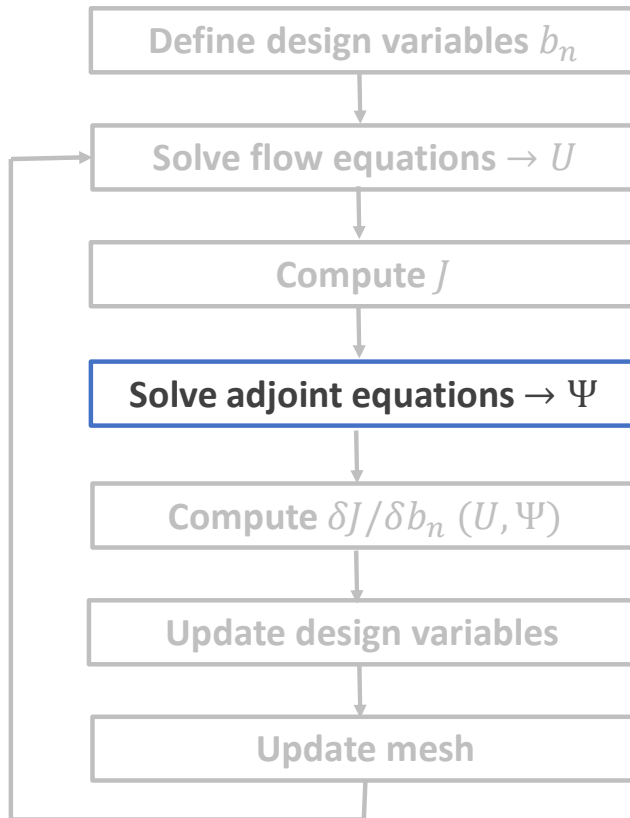 Define design variables bₙ
Solve flow equations → U
Compute J
Solve adjoint equations → Ψ
Compute δJ/δbₙ (U, Ψ)
Update design variables
Update mesh